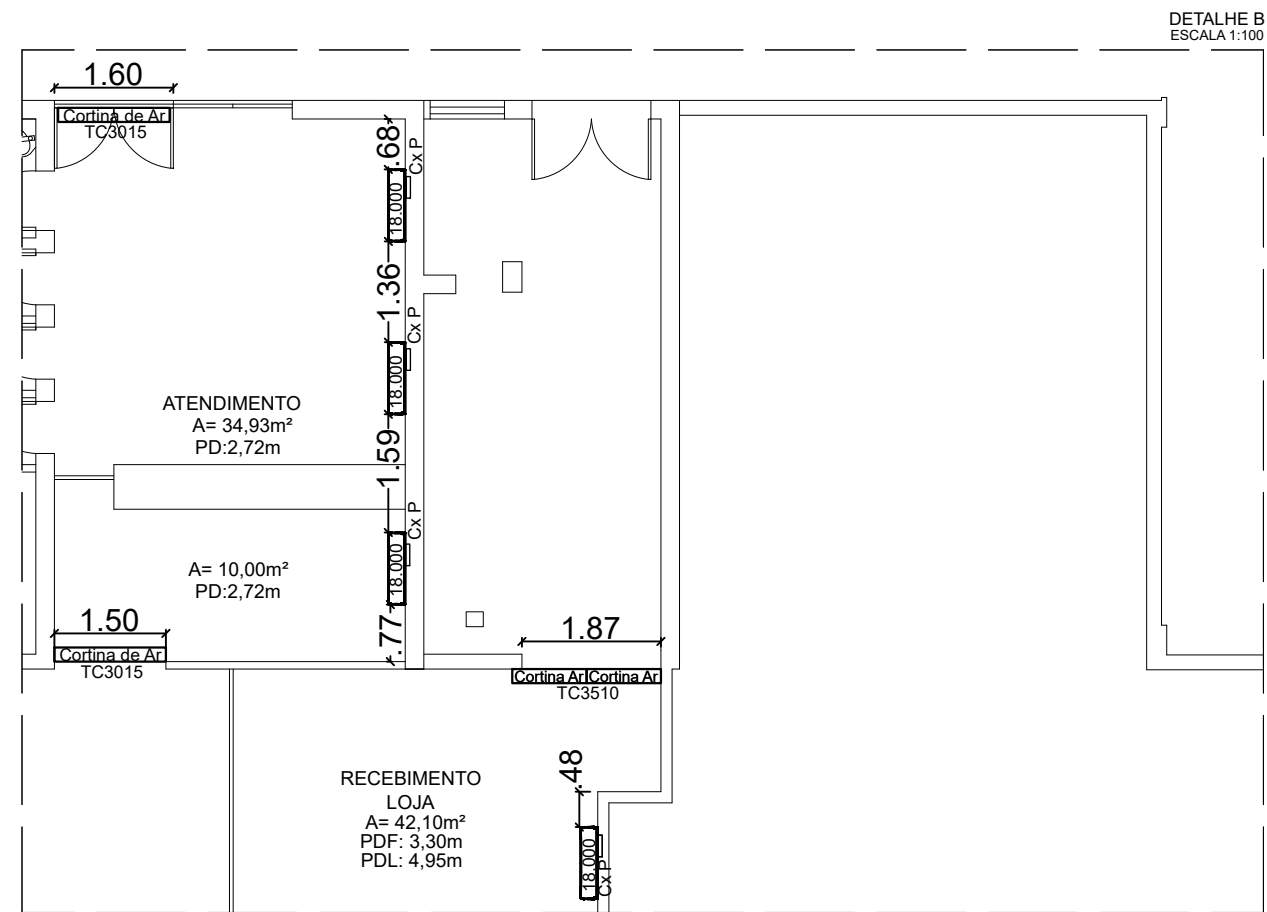 DETALHE B
ESCALA 1:100
1.60
Cortina de Ar
TC3015
.68
Cx P
18.000
1.36
Cx P
18.000
ATENDIMENTO
A= 34,93m²
PD:2,72m
1.59
Cx P
18.000
A= 10,00m²
PD:2,72m
.77
1.50
Cortina de Ar
TC3015
1.87
Cortina Ar Cortina Ar
TC3510
.48
RECEBIMENTO
LOJA
A= 42,10m²
PDF: 3,30m
PDL: 4,95m
18.000
Cx P